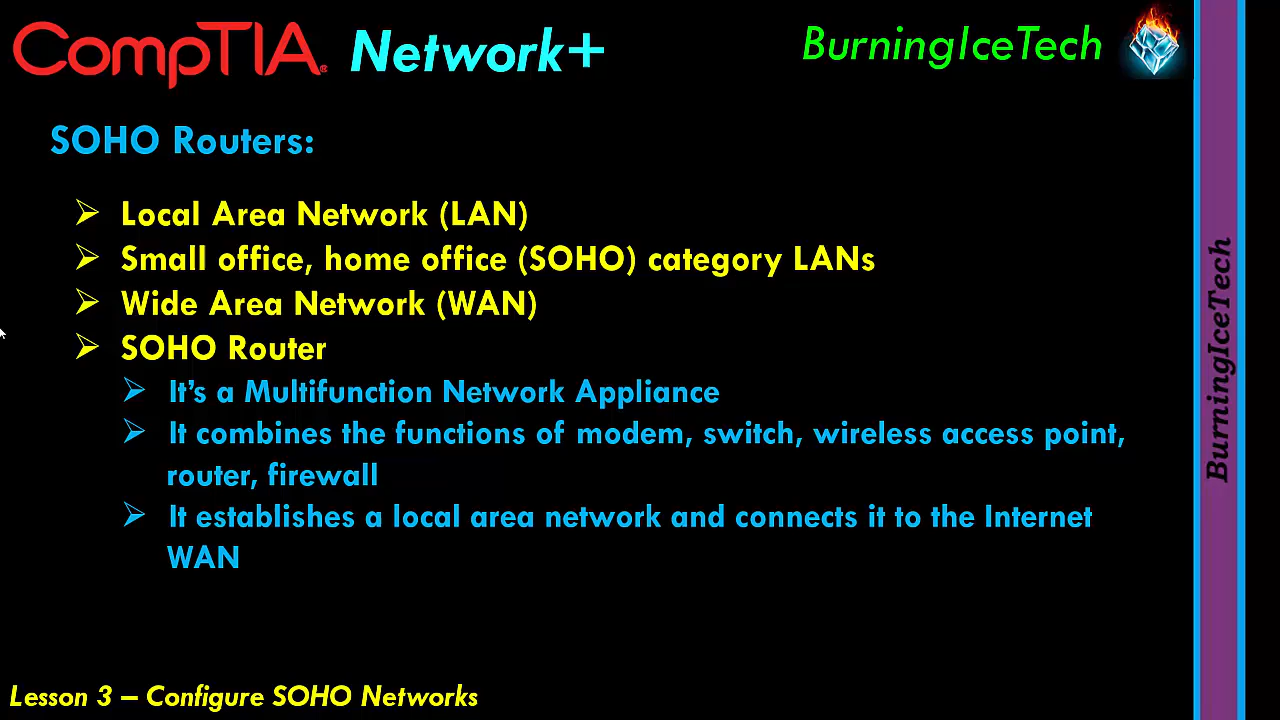 CompTIA® Network+
BurningIceTech
SOHO Routers:
➢ Local Area Network (LAN)
➢ Small office, home office (SOHO) category LANs
➢ Wide Area Network (WAN)
➢ SOHO Router
➢ It's a Multifunction Network Appliance
➢ It combines the functions of modem, switch, wireless access point,
router, firewall
➢ It establishes a local area network and connects it to the Internet
WAN
BurningIceTech
Lesson 3 – Configure SOHO Networks